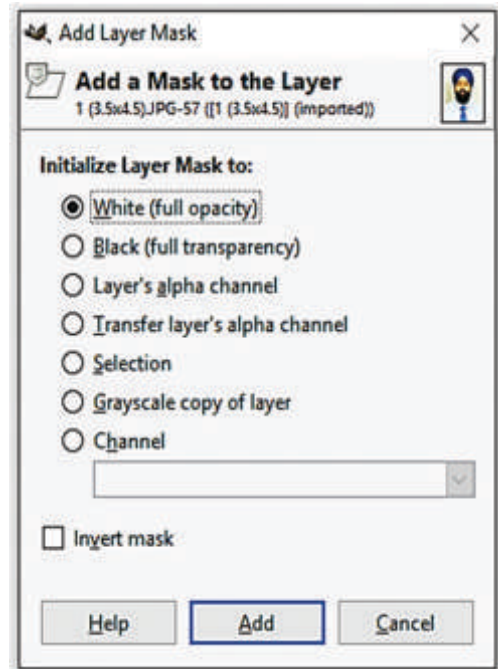 Add Layer Mask
Add a Mask to the Layer
1 (3.5x4.5).JPG-57 ([1 (3.5x4.5)] (imported))
Initialize Layer Mask to:
White (full opacity)
Black (full transparency)
Layer's alpha channel
Transfer layer's alpha channel
Selection
Grayscale copy of layer
Channel
Invert mask
Help
Add
Cancel